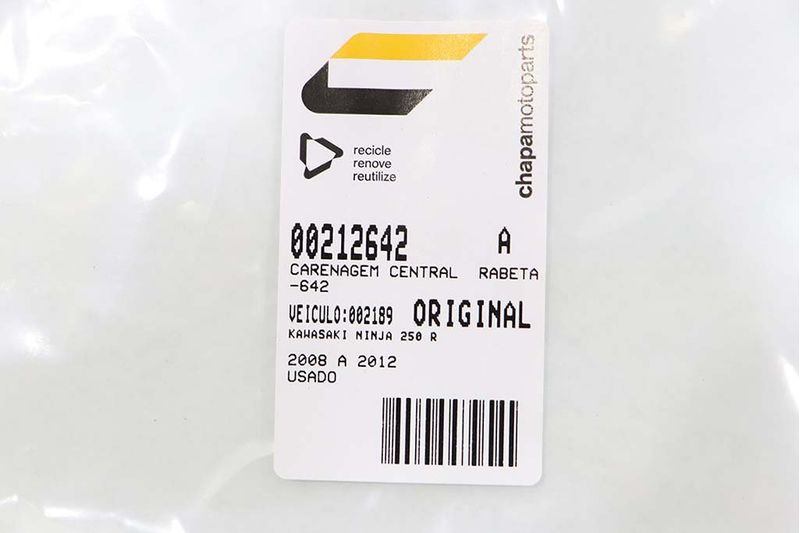 chapamotoparts
recicle
renove
reutilize
00212642 A
CARENAGEM CENTRAL RABETA
-642
VEICULO:002189 ORIGINAL
KAWASAKI NINJA 250 R
2008 A 2012
USADO